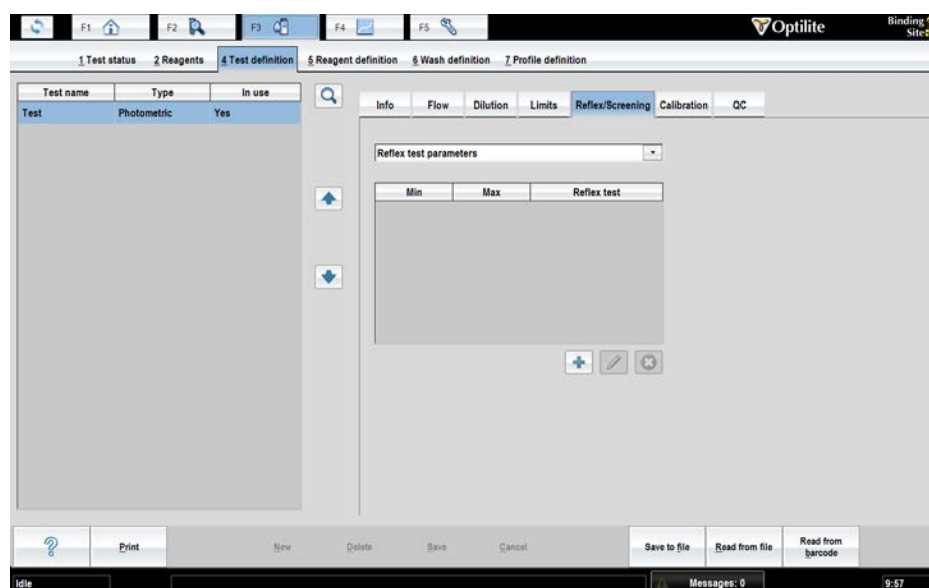 F1 F2 F3 F4 F5 Optilite Binding
Site
1 Test status 2 Reagents 4 Test definition 5 Reagent definition 6 Wash definition 7 Profile definition
Test name Type In use
Test Photometric Yes
Info Flow Dilution Limits Reflex/Screening Calibration QC
Reflex test parameters
Min Max Reflex test
? Print New Delete Save Cancel Save to file Read from file Read from
barcode
Idle Messages: 0 9:57